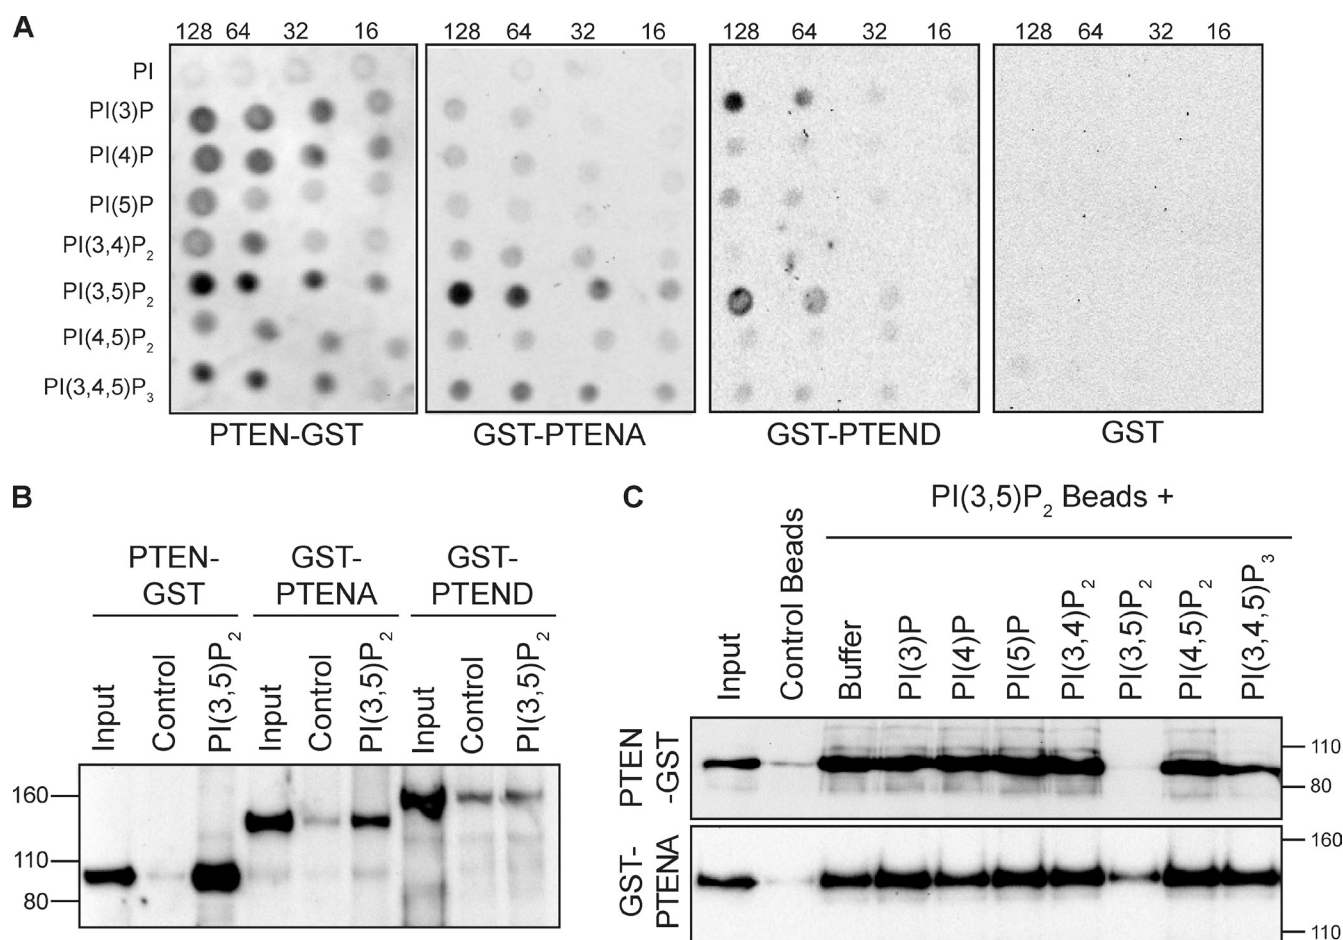 A
128 64 32 16 128 64 32 16 128 64 32 16 128 64 32 16
PI
PI(3)P
PI(4)P
PI(5)P
PI(3,4)P2
PI(3,5)P2
PI(4,5)P2
PI(3,4,5)P3
PTEN-GST GST-PTENA GST-PTEND GST
B
PTEN-
GST
GST-
PTENA
GST-
PTEND
Input
Control
PI(3,5)P2
Input
Control
PI(3,5)P2
Input
Control
PI(3,5)P2
160
110
80
C
PI(3,5)P2 Beads +
Input
Control Beads
Buffer
PI(3)P
PI(4)P
PI(5)P
PI(3,4)P2
PI(3,5)P2
PI(4,5)P2
PI(3,4,5)P3
PTEN
-GST
110
80
GST-
PTENA
160
110